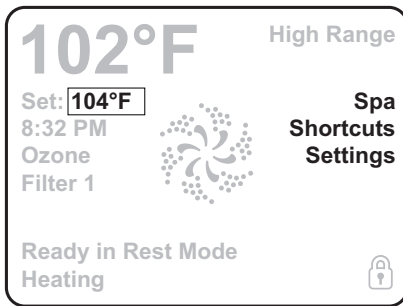 102°F
High Range
Set: 104°F
Spa
8:32 PM
Shortcuts
Ozone
Settings
Filter 1
Ready in Rest Mode
Heating